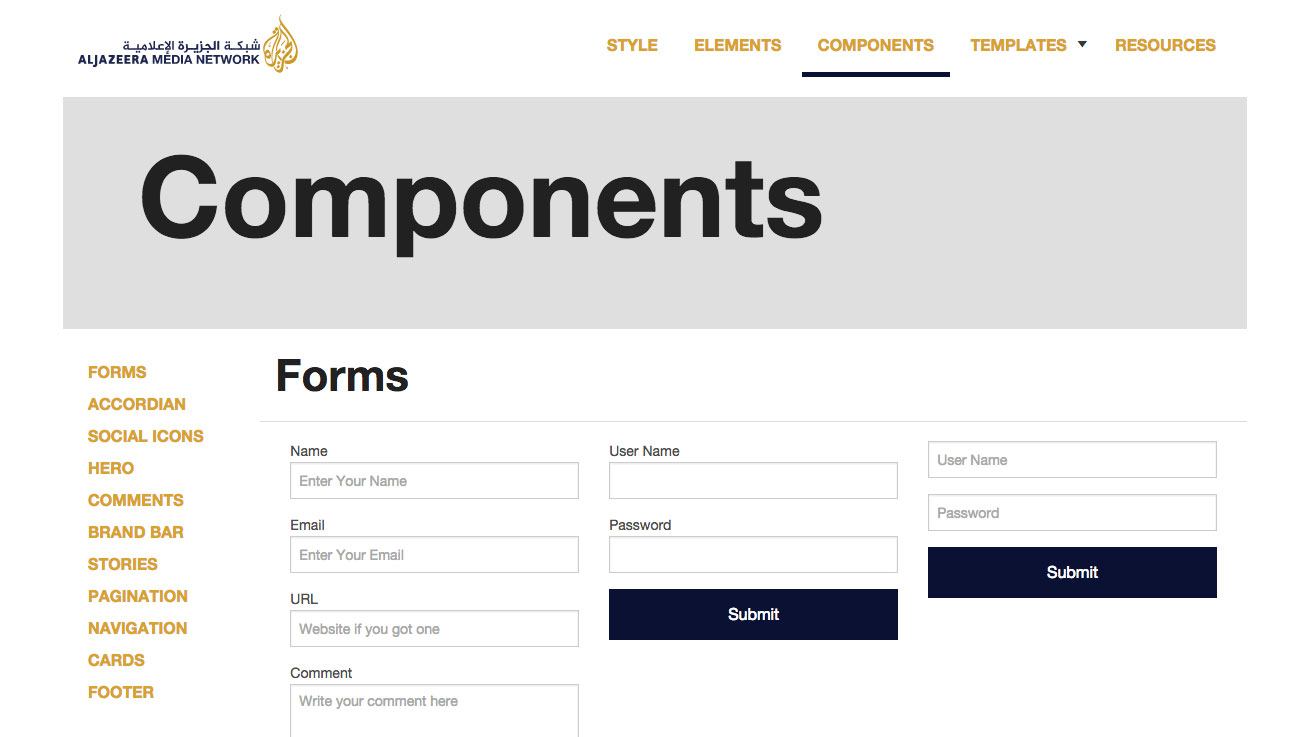 شبكة الجزيرة الإعلامية
ALJAZEERA MEDIA NETWORK
STYLE ELEMENTS COMPONENTS TEMPLATES RESOURCES
Components
FORMS
ACCORDIAN
SOCIAL ICONS
HERO
COMMENTS
BRAND BAR
STORIES
PAGINATION
NAVIGATION
CARDS
FOOTER
Forms
Name
Enter Your Name
Email
Enter Your Email
URL
Website if you got one
Comment
Write your comment here
User Name
Password
Submit
User Name
Password
Submit